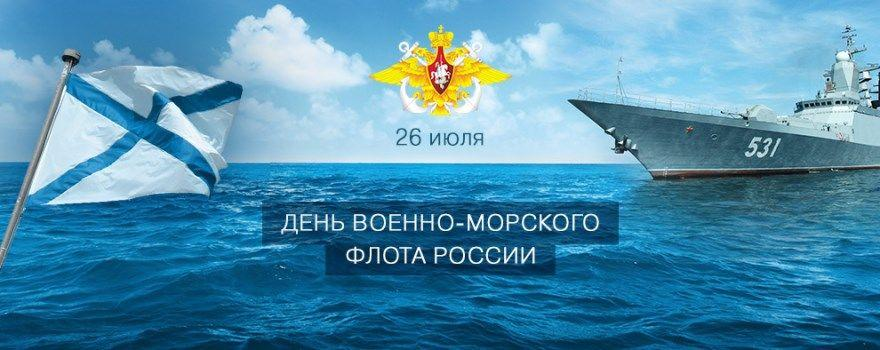 26 июля
531
ДЕНЬ ВОЕННО-МОРСКОГО
ФЛОТА РОССИИ